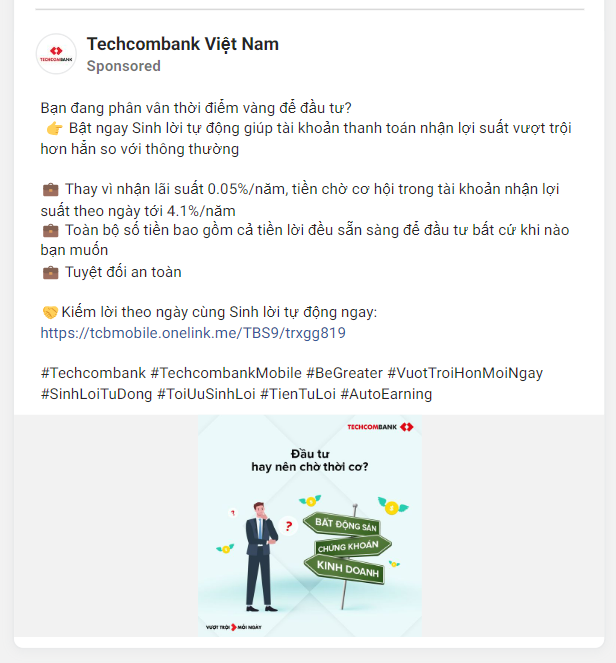 TECHCOMBANK
Techcombank Việt Nam
Sponsored
Bạn đang phân vân thời điểm vàng để đầu tư?
👉 Bật ngay Sinh lời tự động giúp tài khoản thanh toán nhận lợi suất vượt trội
hơn hẳn so với thông thường
💼 Thay vì nhận lãi suất 0.05%/năm, tiền chờ cơ hội trong tài khoản nhận lợi
suất theo ngày tới 4.1%/năm
💼 Toàn bộ số tiền bao gồm cả tiền lời đều sẵn sàng để đầu tư bất cứ khi nào
bạn muốn
💼 Tuyệt đối an toàn
🤝Kiếm lời theo ngày cùng Sinh lời tự động ngay:
https://tcbmobile.onelink.me/TBS9/trxgg819
#Techcombank #TechcombankMobile #BeGreater #VuotTroiHonMoiNgay
#SinhLoiTuDong #ToiUuSinhLoi #TienTuLoi #AutoEarning
TECHCOMBANK
Đầu tư
hay nên chờ thời cơ?
?
?
BẤT ĐỘNG SẢN
CHỨNG KHOÁN
KINH DOANH
VƯỢT TRỘI MỖI NGÀY